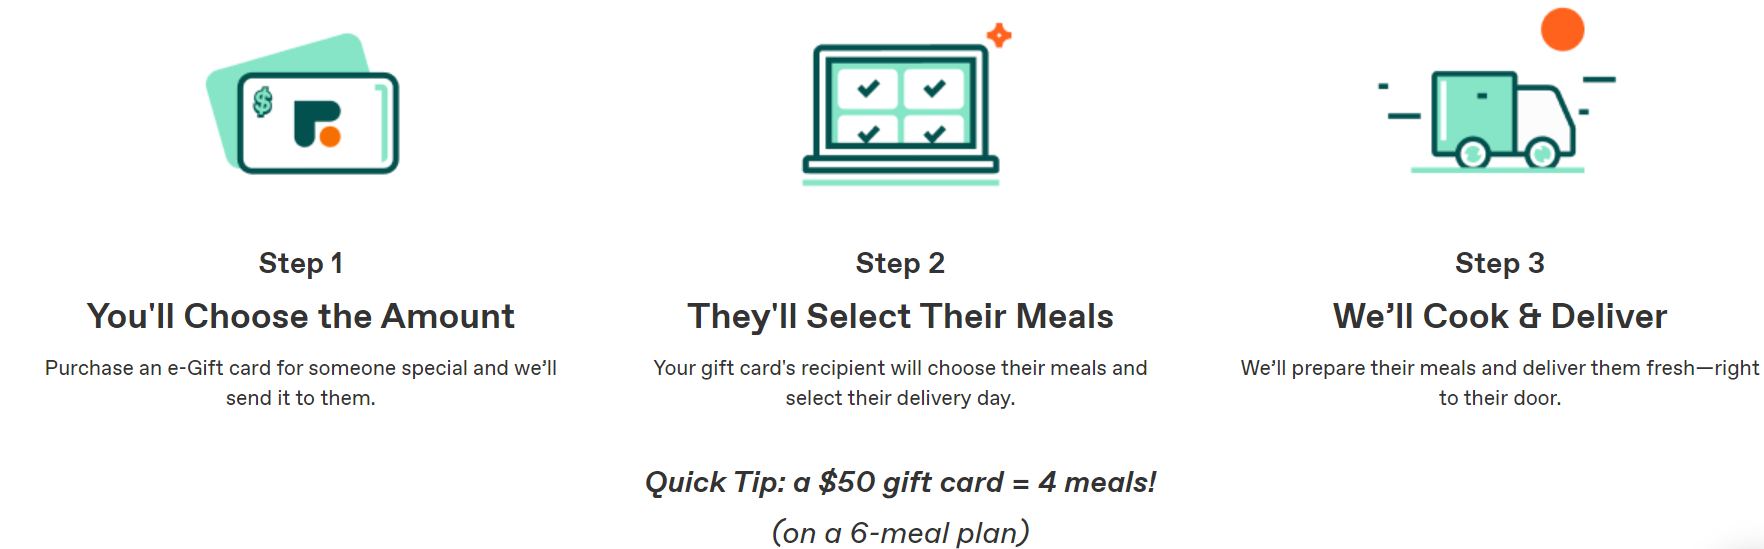 $
Step 1
You'll Choose the Amount
Purchase an e-Gift card for someone special and we’ll
send it to them.
Step 2
They'll Select Their Meals
Your gift card's recipient will choose their meals and
select their delivery day.
Step 3
We’ll Cook & Deliver
We’ll prepare their meals and deliver them fresh—right
to their door.
Quick Tip: a $50 gift card = 4 meals!
(on a 6-meal plan)